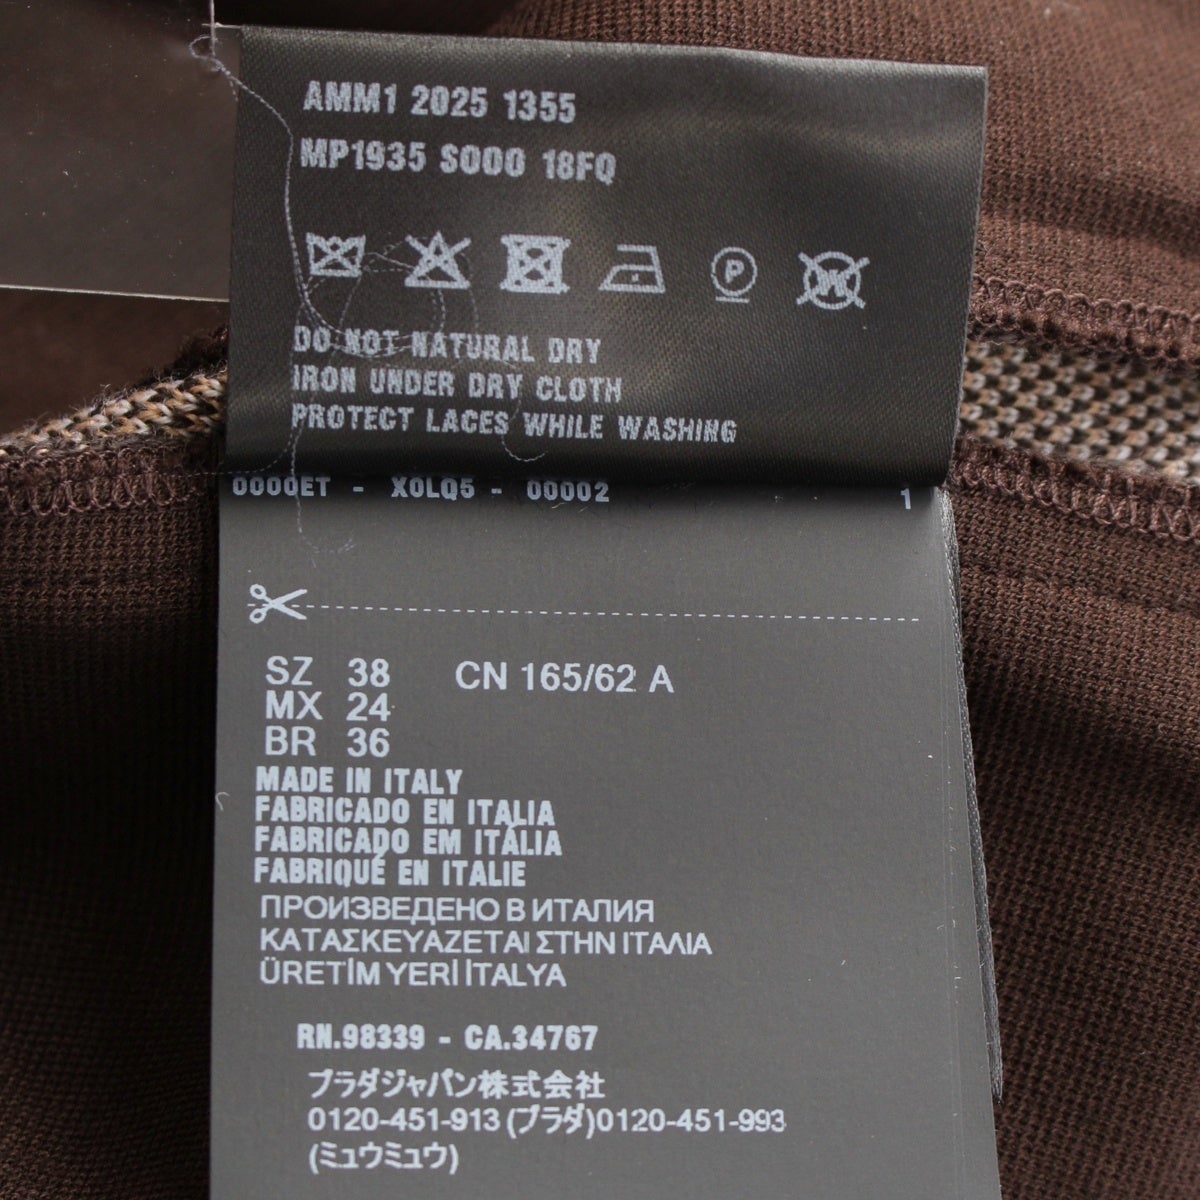 AMM1 2025 1355
MP1935 S000 18FQ
P
W
DO NOT NATURAL DRY
IRON UNDER DRY CLOTH
PROTECT LACES WHILE WASHING
0000ET - X0LQ5 - 00002 1
SZ 38 CN 165/62 A
MX 24
BR 36
MADE IN ITALY
FABRICADO EN ITALIA
FABRICADO EM ITÁLIA
FABRIQUÉ EN ITALIE
ПРОИЗВЕДЕНО В ИТАЛИЯ
ΚΑΤΑΣΚΕΥΑΖΕΤΑΙ ΣΤΗΝ ΙΤΑΛΙΑ
ÜRETİM YERİ İTALYA
RN.98339 - CA.34767
プラダジャパン株式会社
0120-451-913 (プラダ)0120-451-993
(ミュウミュウ)